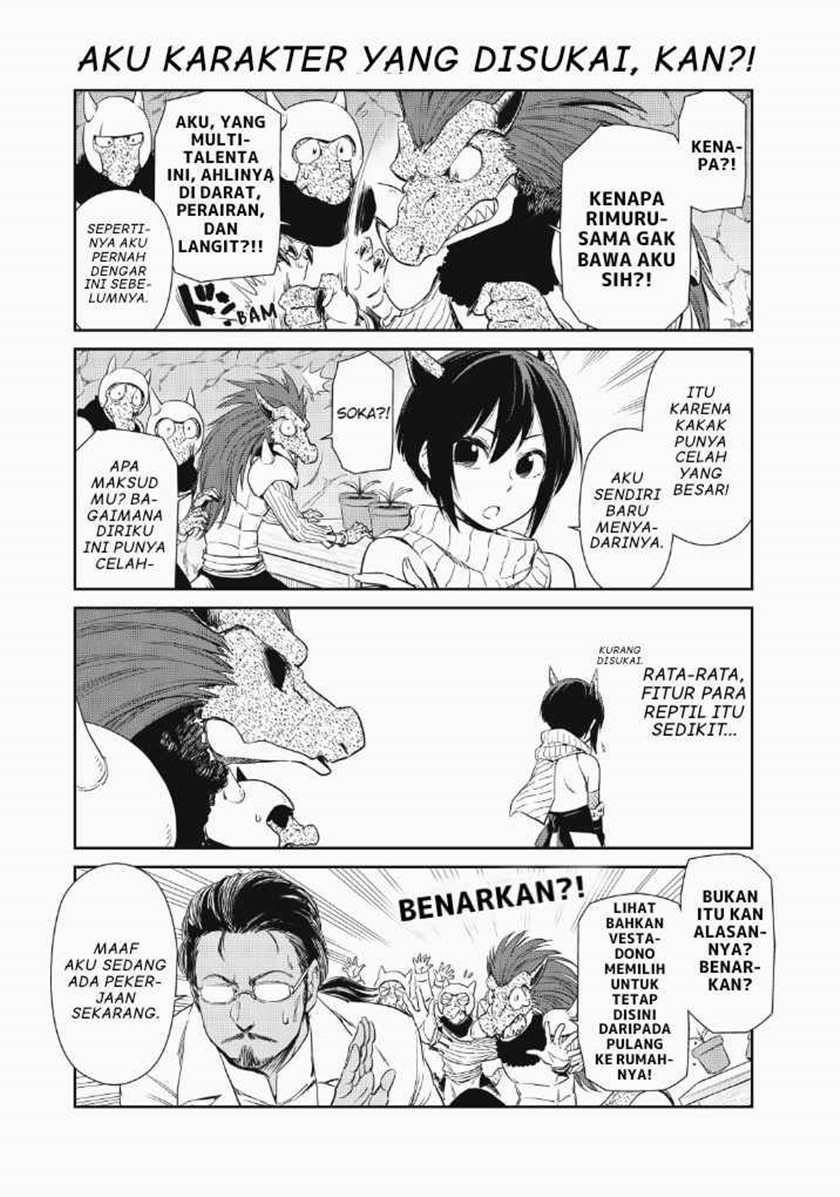 AKU KARAKTER YANG DISUKAI, KAN?!
KENA-
PA?!
KENAPA
RIMURU-
SAMA GAK
BAWA AKU
SIH?!
AKU, YANG
MULTI-
TALENTA
INI, AHLINYA
DI DARAT,
PERAIRAN,
DAN
LANGIT?!!
BAM
SEPERTI-
NYA AKU
PERNAH
DENGAR
INI SEBE-
LUMNYA.
ITU
KARENA
KAKAK
PUNYA
CELAH
YANG
BESAR!
AKU
SENDIRI
BARU
MENYA-
DARINYA.
SOKA?!
APA
MAKSUD
MU? BA-
GAIMANA
DIRIKU
INI PUNYA
CELAH-
KURANG
DISUKAI.
RATA-RATA,
FITUR PARA
REPTIL ITU
SEDIKIT...
BUKAN
ITU KAN
ALASAN-
NYA?
BENAR-
KAN?
LIHAT
BAHKAN
VESTA-
DONO
MEMILIH
UNTUK
TETAP
DISINI
DARIPADA
PULANG
KE RUMAH-
NYA!
BENARKAN?!
MAAF
AKU SEDANG
ADA PEKER-
JAAN
SEKARANG.